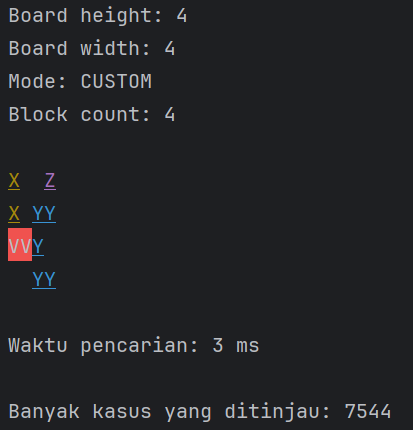 Board height: 4
Board width: 4
Mode: CUSTOM
Block count: 4
X  Z
X YY
VVY
  YY
Waktu pencarian: 3 ms
Banyak kasus yang ditinjau: 7544